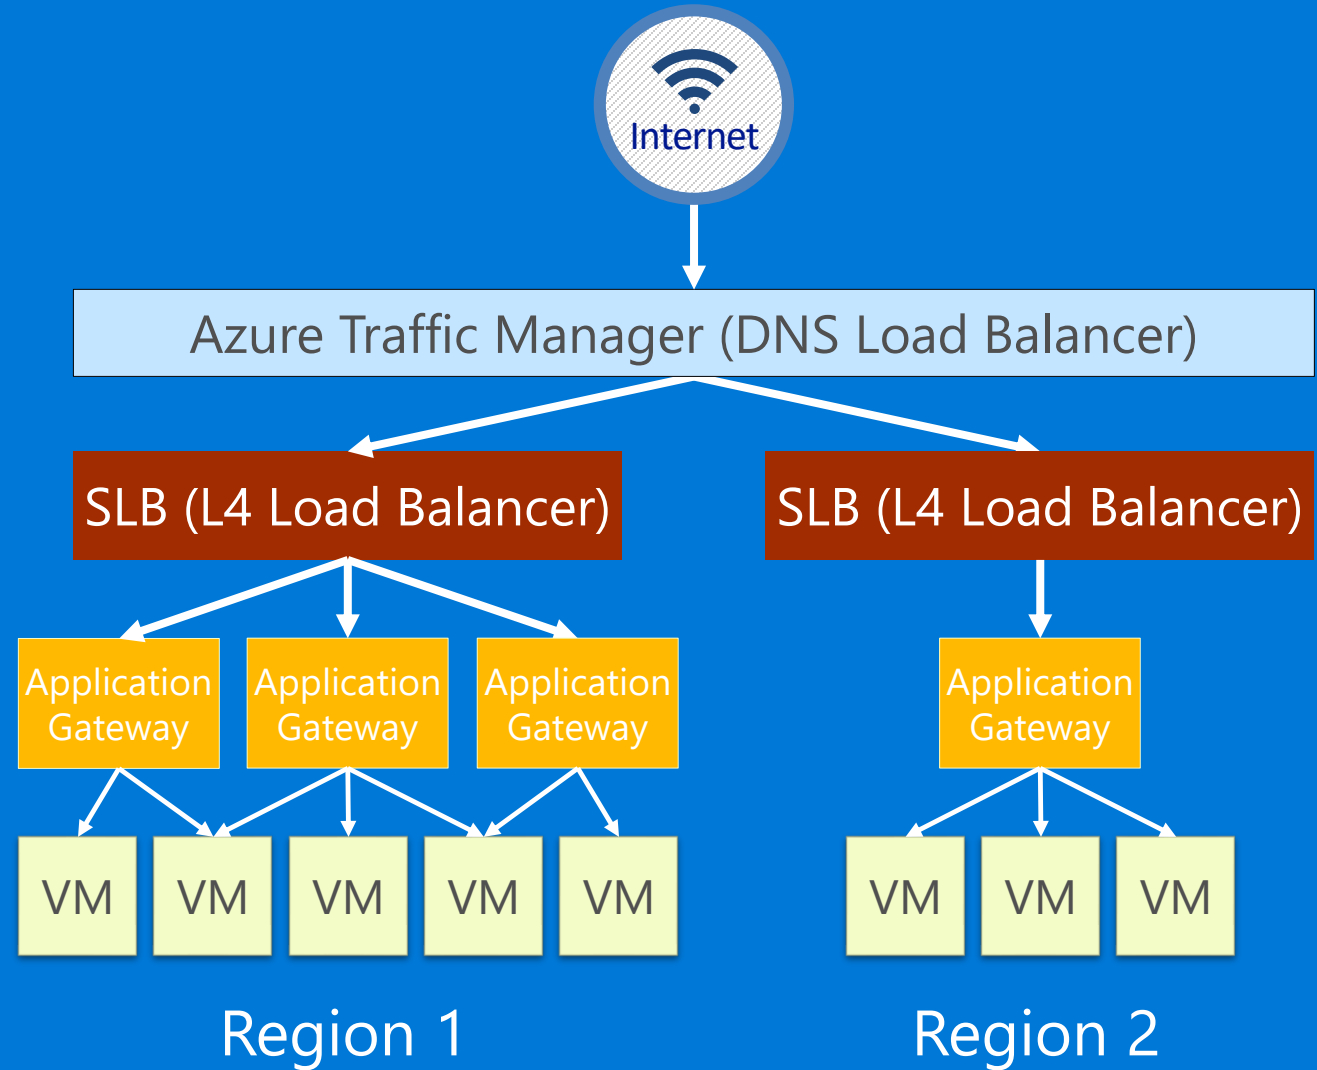 Internet
Azure Traffic Manager (DNS Load Balancer)
SLB (L4 Load Balancer)
SLB (L4 Load Balancer)
Application
Gateway
Application
Gateway
Application
Gateway
Application
Gateway
VM
VM
VM
VM
VM
VM
VM
VM
Region 1
Region 2